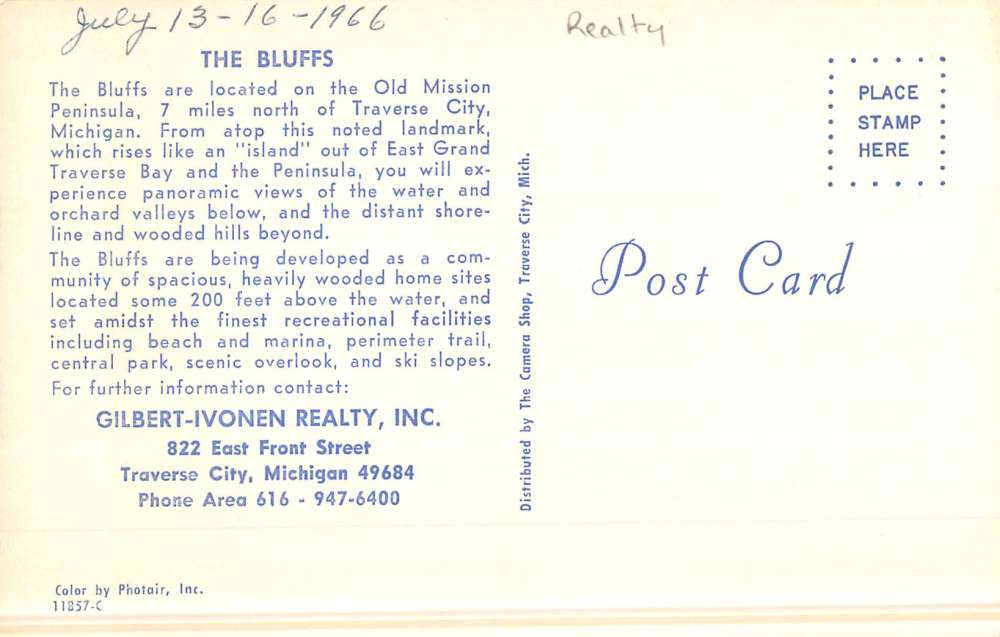 July 13-16-1966
Realty
THE BLUFFS
The Bluffs are located on the Old Mission
Peninsula, 7 miles north of Traverse City,
Michigan. From atop this noted landmark,
which rises like an "island" out of East Grand
Traverse Bay and the Peninsula, you will ex-
perience panoramic views of the water and
orchard valleys below, and the distant shore-
line and wooded hills beyond.
The Bluffs are being developed as a com-
munity of spacious, heavily wooded home sites
located some 200 feet above the water, and
set amidst the finest recreational facilities
including beach and marina, perimeter trail,
central park, scenic overlook, and ski slopes.
For further information contact:
GILBERT-IVONEN REALTY, INC.
822 East Front Street
Traverse City, Michigan 49684
Phone Area 616 - 947-6400
Color by Photair, Inc.
11857-C
Distributed by The Camera Shop, Traverse City, Mich.
PLACE
STAMP
HERE
Post Card